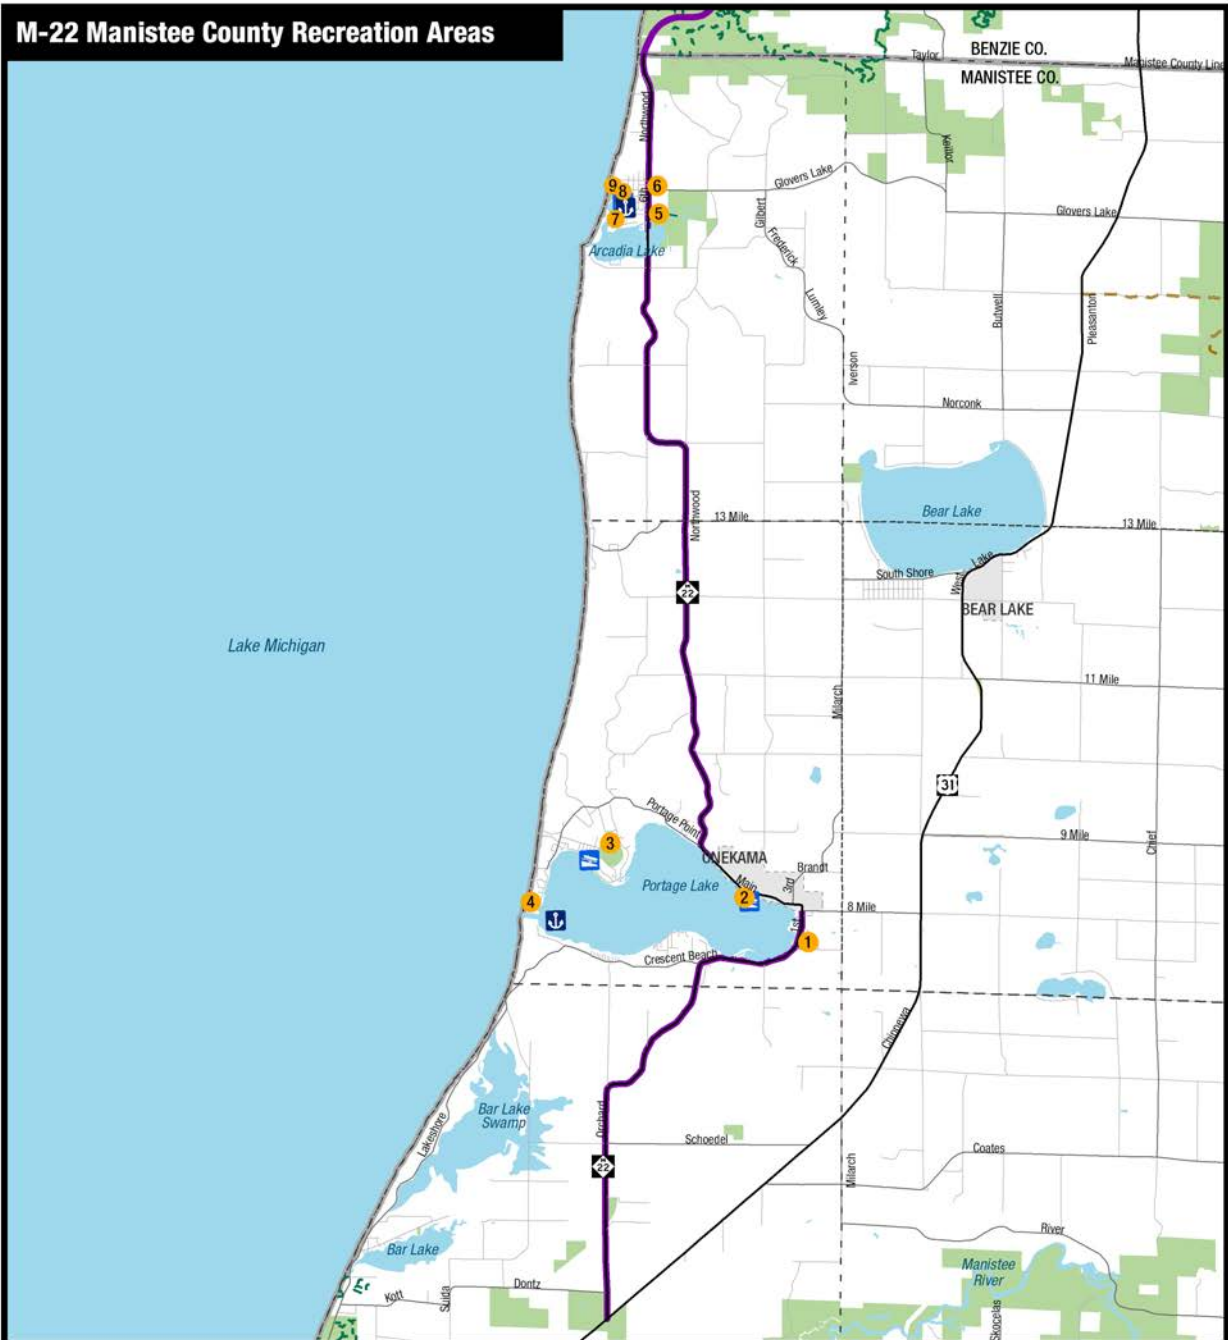 M-22 Manistee County Recreation Areas
BENZIE CO.
Taylor
Manistee County Line
MANISTEE CO.
Northwood
Keillor
Glovers Lake
9
8
6
6th
7
5
Glovers Lake
Gilbert
Arcadia Lake
Frederick
Lumley
Butwell
Pleasanton
Iverson
Norconk
Northwood
13 Mile
Bear Lake
13 Mile
South Shore
West
Lake
M
22
BEAR LAKE
Lake Michigan
11 Mile
Milarch
31
Portage Point
9 Mile
Chief
3
ONEKAMA
Brandt
Portage Lake
Main
3rd
2
4
8 Mile
1st
1
Crescent Beach
Chippewa
Bar Lake
Swamp
Orchard
Lakeshore
Schoedel
Coates
M
22
Milarch
River
Bar Lake
Manistee
River
Dontz
Kott
Suida
Skocelas